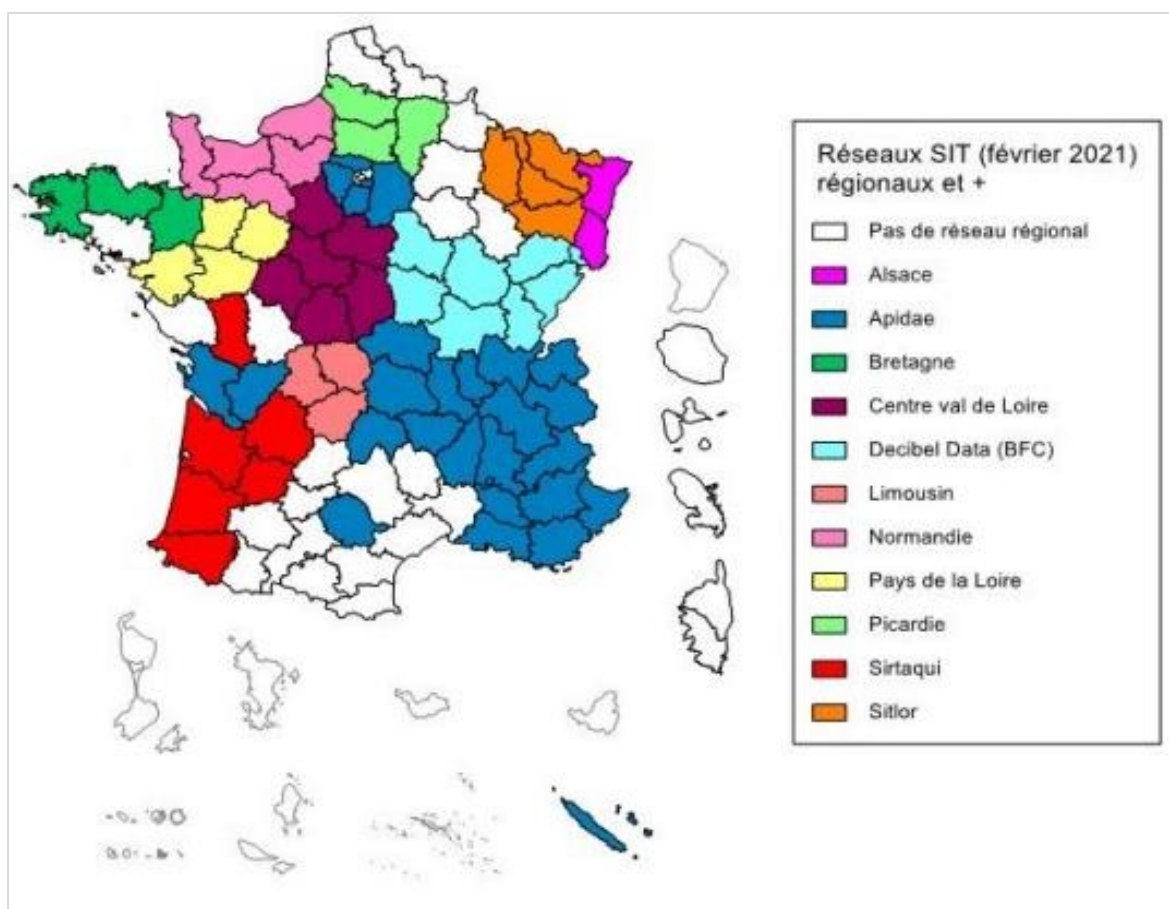 Réseaux SIT (février 2021)
régionaux et +
Pas de réseau régional
Alsace
Apidae
Bretagne
Centre val de Loire
Decibel Data (BFC)
Limousin
Normandie
Pays de la Loire
Picardie
Sirtaqui
Sitlor